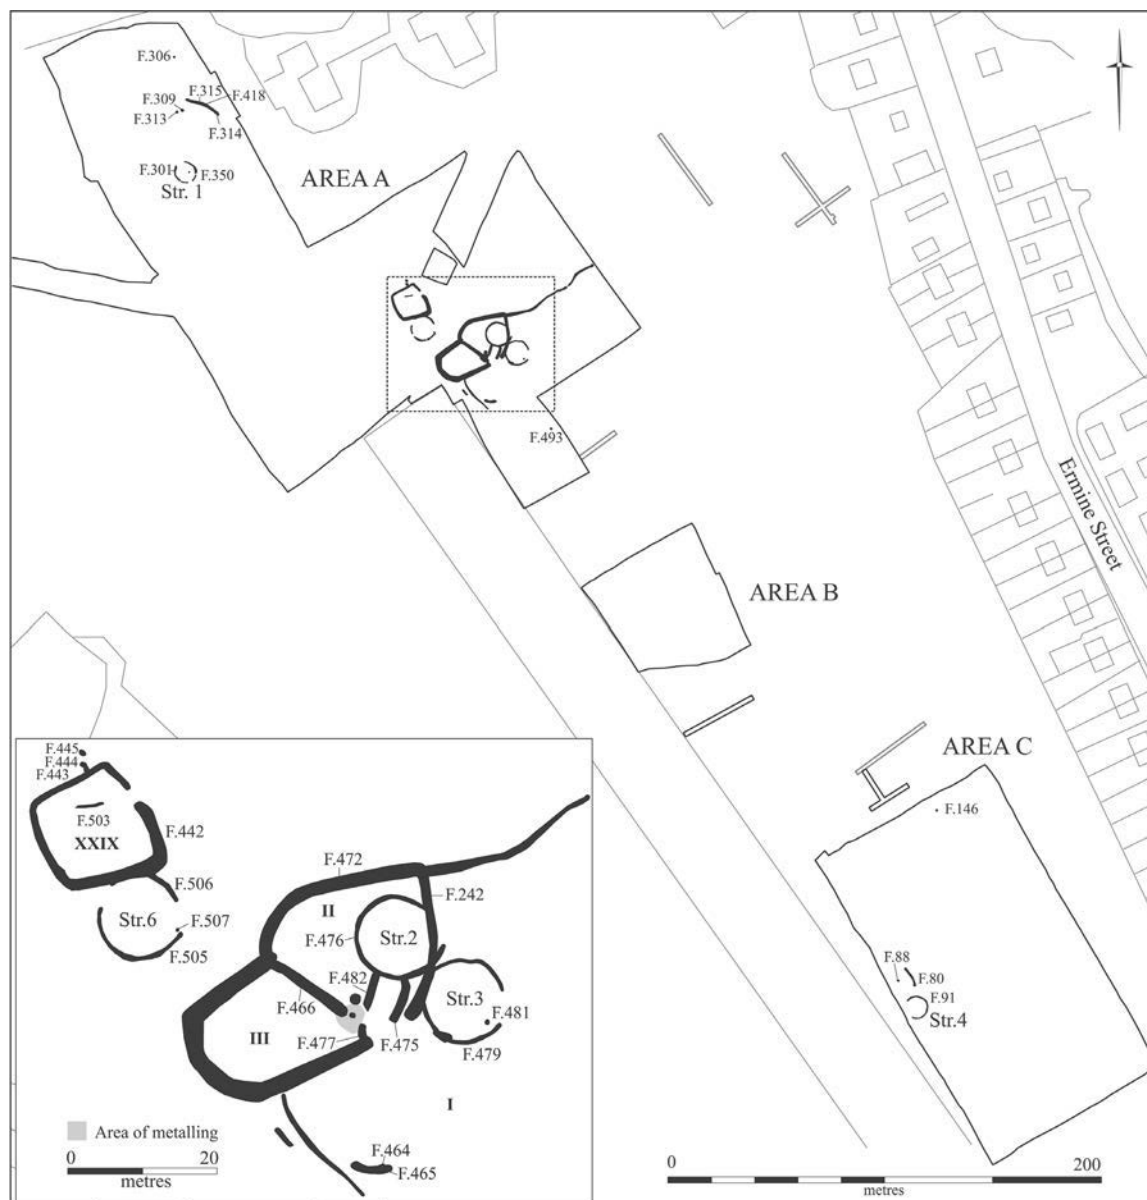 F.306
F.315
F.418
F.309
F.313
F.314
F.301
F.350
Str. 1
AREA A
F.493
Ermine Street
AREA B
AREA C
F.146
F.88
F.80
F.91
Str.4
F.445
F.444
F.443
F.503
XXIX
F.442
F.506
Str.6
F.507
F.505
F.472
F.242
II
F.476
Str.2
F.482
F.466
Str.3
F.481
III
F.477
F.475
F.479
I
Area of metalling
F.464
F.465
0 20
metres
0 200
metres